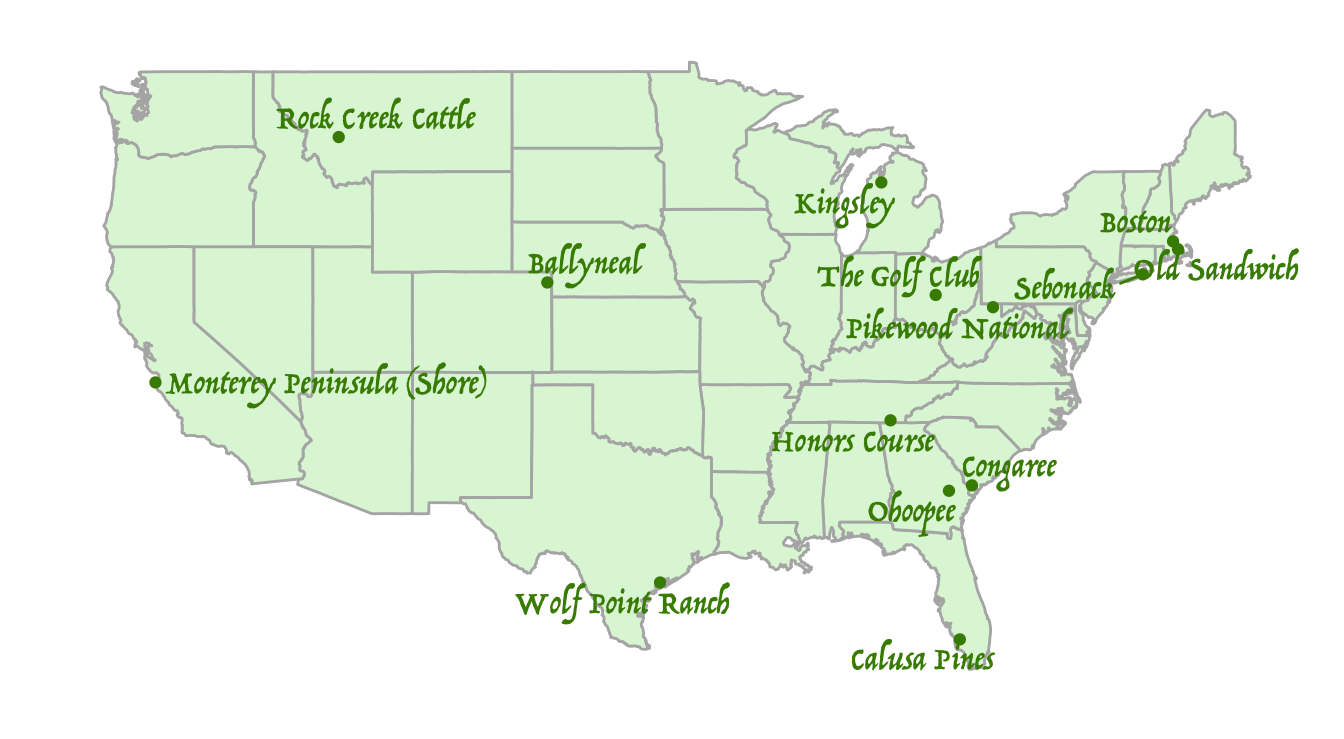 Rock Creek Cattle
Kingsley
Boston
Ballyneal
The Golf Club
Old Sandwich
Sebonack
Pikewood National
Monterey Peninsula (Shore)
Honors Course
Congaree
Ohoopee
Wolf Point Ranch
Calusa Pines